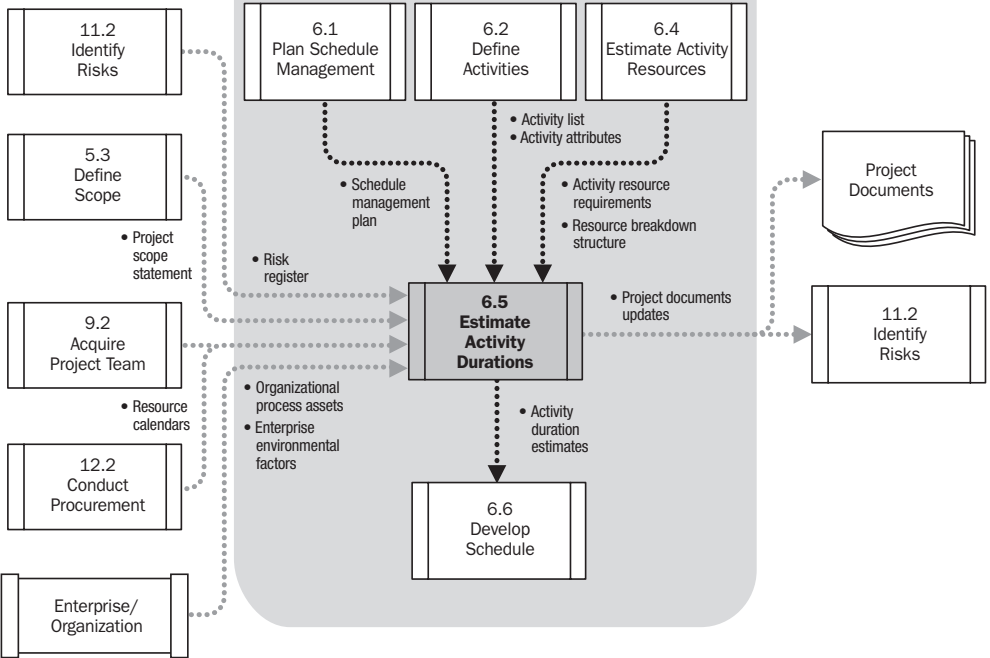 11.2
Identify
Risks
6.1
Plan Schedule
Management
6.2
Define
Activities
6.4
Estimate Activity
Resources
• Activity list
• Activity attributes
5.3
Define
Scope
• Project
scope
statement
• Schedule
management
plan
• Activity resource
requirements
• Resource breakdown
structure
Project
Documents
• Risk
register
9.2
Acquire
Project Team
6.5
Estimate
Activity
Durations
• Project documents
updates
11.2
Identify
Risks
• Resource
calendars
• Organizational
process assets
• Enterprise
environmental
factors
• Activity
duration
estimates
12.2
Conduct
Procurement
6.6
Develop
Schedule
Enterprise/
Organization